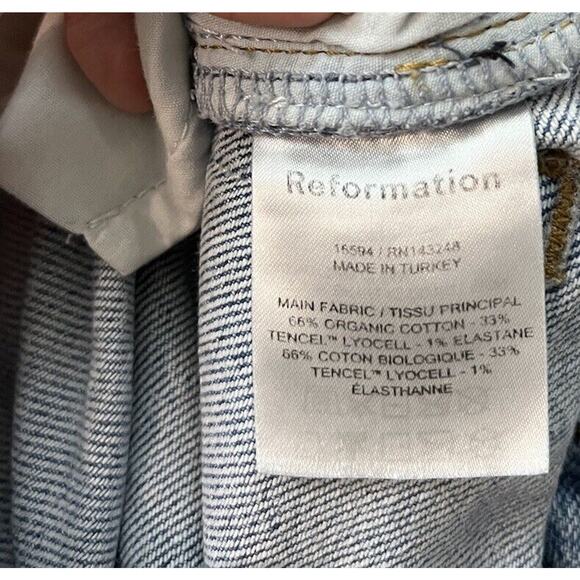 Reformation
16594 / RN143248
MADE IN TURKEY
MAIN FABRIC / TISSU PRINCIPAL
66% ORGANIC COTTON - 33%
TENCEL™ LYOCELL - 1% ELASTANE
66% COTON BIOLOGIQUE - 33%
TENCEL™ LYOCELL - 1%
ÉLASTHANNE